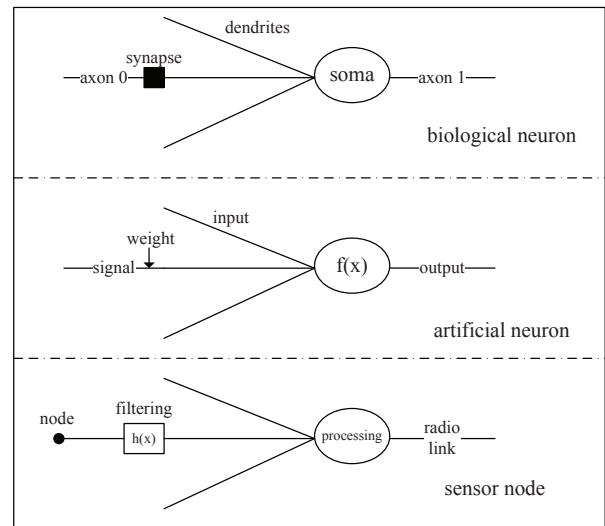 dendrites
synapse
axon 0
soma
axon 1
biological neuron
input
weight
signal
f(x)
output
artificial neuron
filtering
node
h(x)
processing
radio
link
sensor node